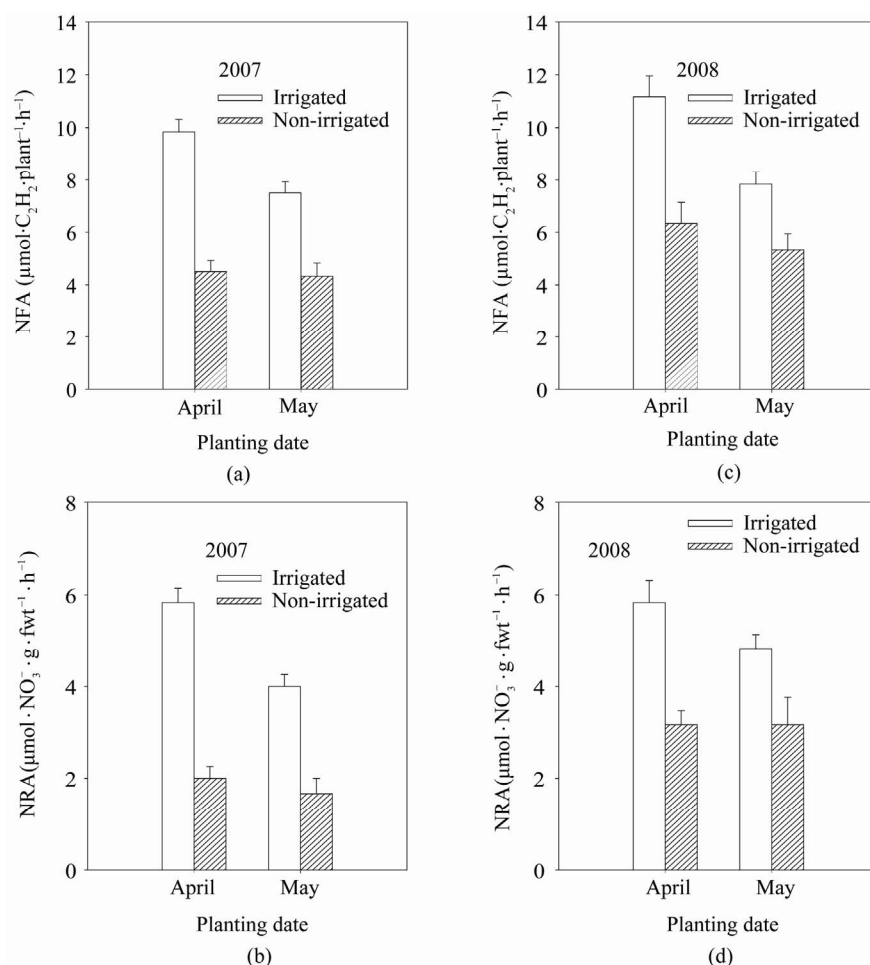 14
12
10
8
6
4
2
0
NFA (μmol·C₂H₂·plant⁻¹·h⁻¹)
2007
Irrigated
Non-irrigated
April
May
Planting date
(a)
14
12
10
8
6
4
2
0
NFA (μmol·C₂H₂·plant⁻¹·h⁻¹)
2008
Irrigated
Non-irrigated
April
May
Planting date
(c)
8
6
4
2
0
NRA(μmol·NO₃⁻·g·fwt⁻¹·h⁻¹)
2007
Irrigated
Non-irrigated
April
May
Planting date
(b)
8
6
4
2
0
NRA(μmol·NO₃⁻·g·fwt⁻¹·h⁻¹)
Irrigated
Non-irrigated
2008
April
May
Planting date
(d)